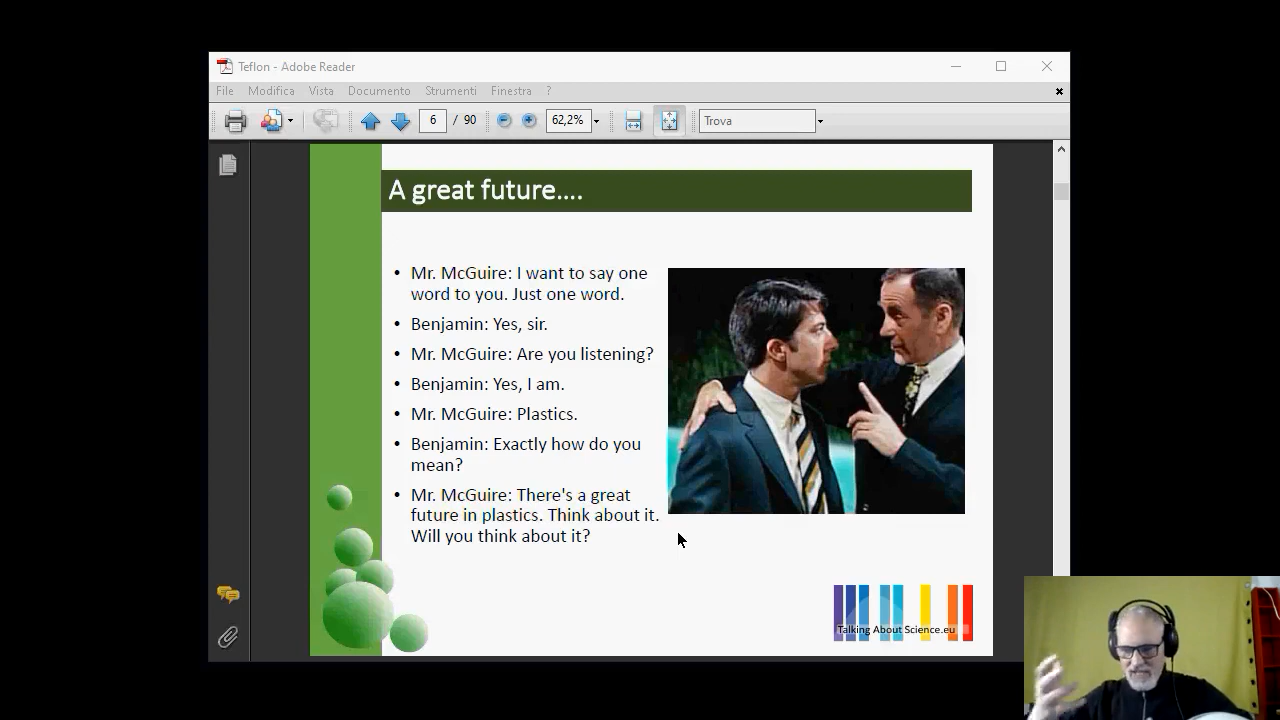 Teflon - Adobe Reader
File Modifica Vista Documento Strumenti Finestra ?
6 / 90 62,2% Trova
A great future....
• Mr. McGuire: I want to say one
word to you. Just one word.
• Benjamin: Yes, sir.
• Mr. McGuire: Are you listening?
• Benjamin: Yes, I am.
• Mr. McGuire: Plastics.
• Benjamin: Exactly how do you
mean?
• Mr. McGuire: There's a great
future in plastics. Think about it.
Will you think about it?
Talking About Science.eu